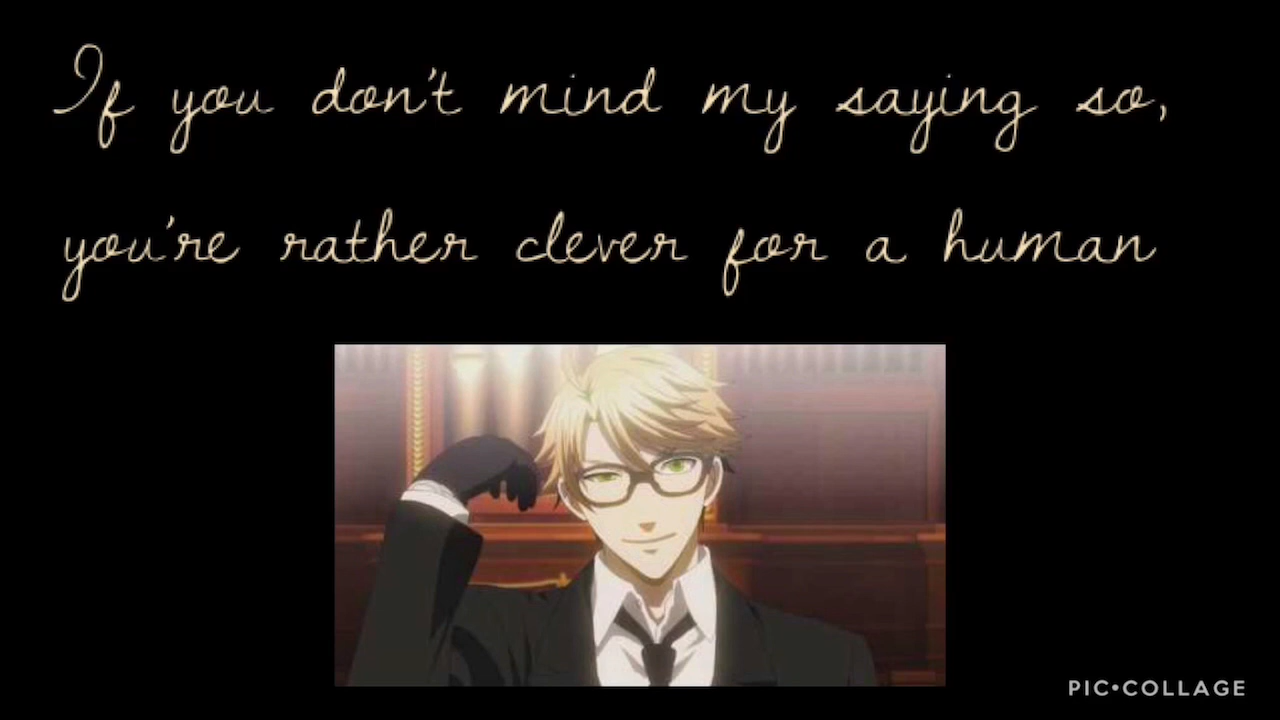 If you don't mind my saying so,
you're rather clever for a human
PIC•COLLAGE